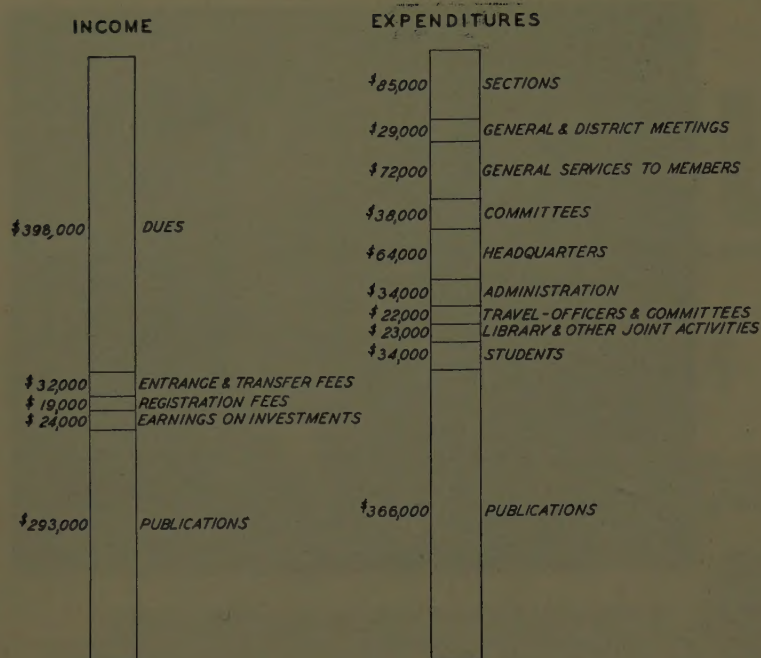 INCOME
$398,000 DUES
$32,000 ENTRANCE & TRANSFER FEES
$19,000 REGISTRATION FEES
$24,000 EARNINGS ON INVESTMENTS
$293,000 PUBLICATIONS
EXPENDITURES
$85,000 SECTIONS
$29,000 GENERAL & DISTRICT MEETINGS
$72,000 GENERAL SERVICES TO MEMBERS
$38,000 COMMITTEES
$64,000 HEADQUARTERS
$34,000 ADMINISTRATION
$22,000 TRAVEL-OFFICERS & COMMITTEES
$23,000 LIBRARY & OTHER JOINT ACTIVITIES
$34,000 STUDENTS
$366,000 PUBLICATIONS